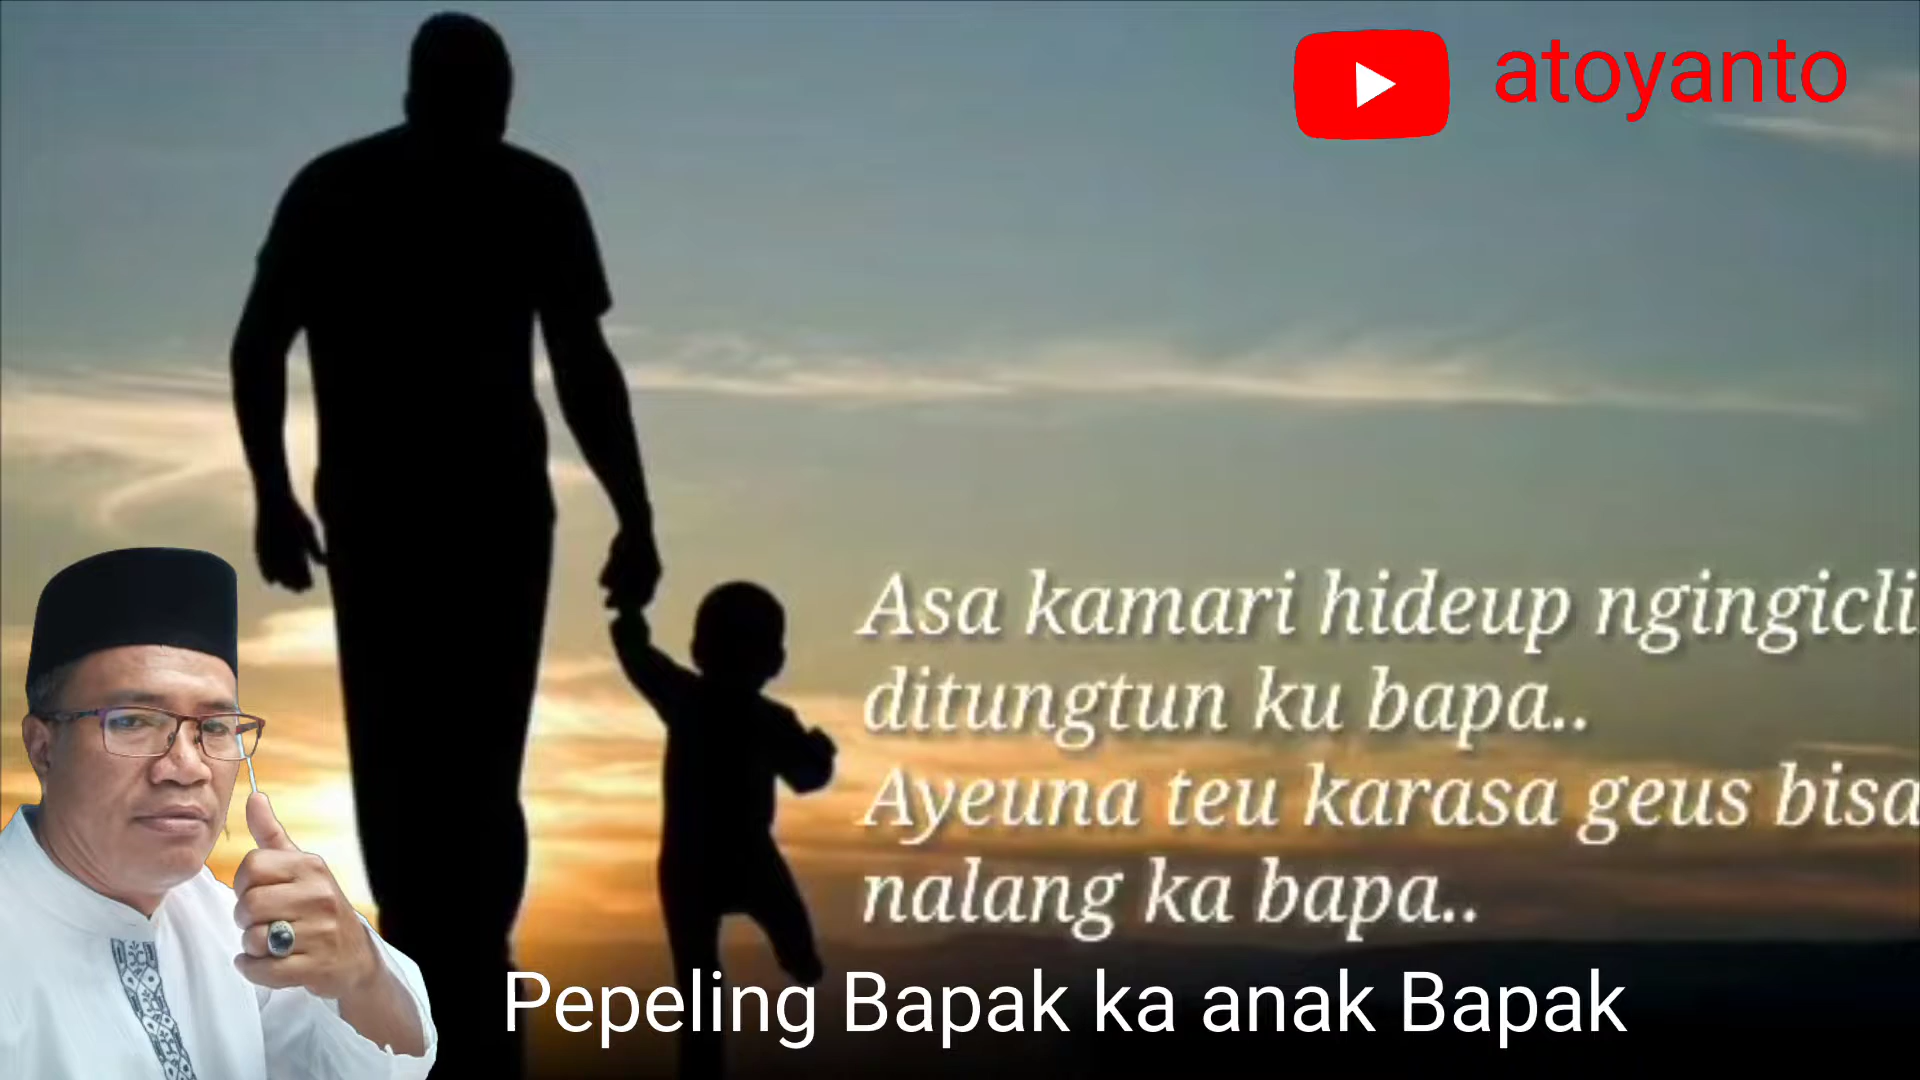 atoyanto
Asa kamari hideup ngingicli
ditungtun ku bapa..
Ayeuna teu karasa geus bisa
nalang ka bapa..
Pepeling Bapak ka anak Bapak